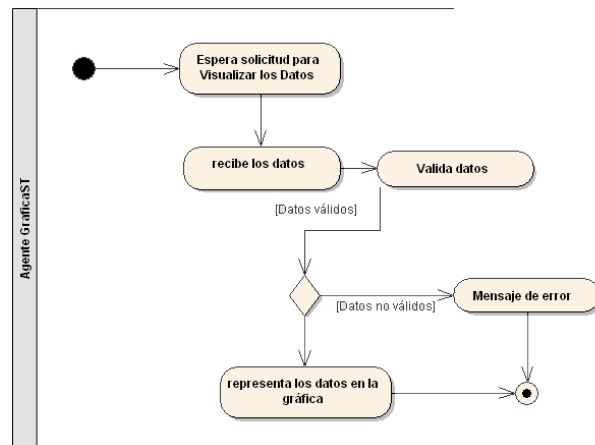 Agente GraficaST
Espera solicitud para
Visualizar los Datos
recibe los datos
Valida datos
[Datos válidos]
[Datos no válidos]
Mensaje de error
representa los datos en la
gráfica